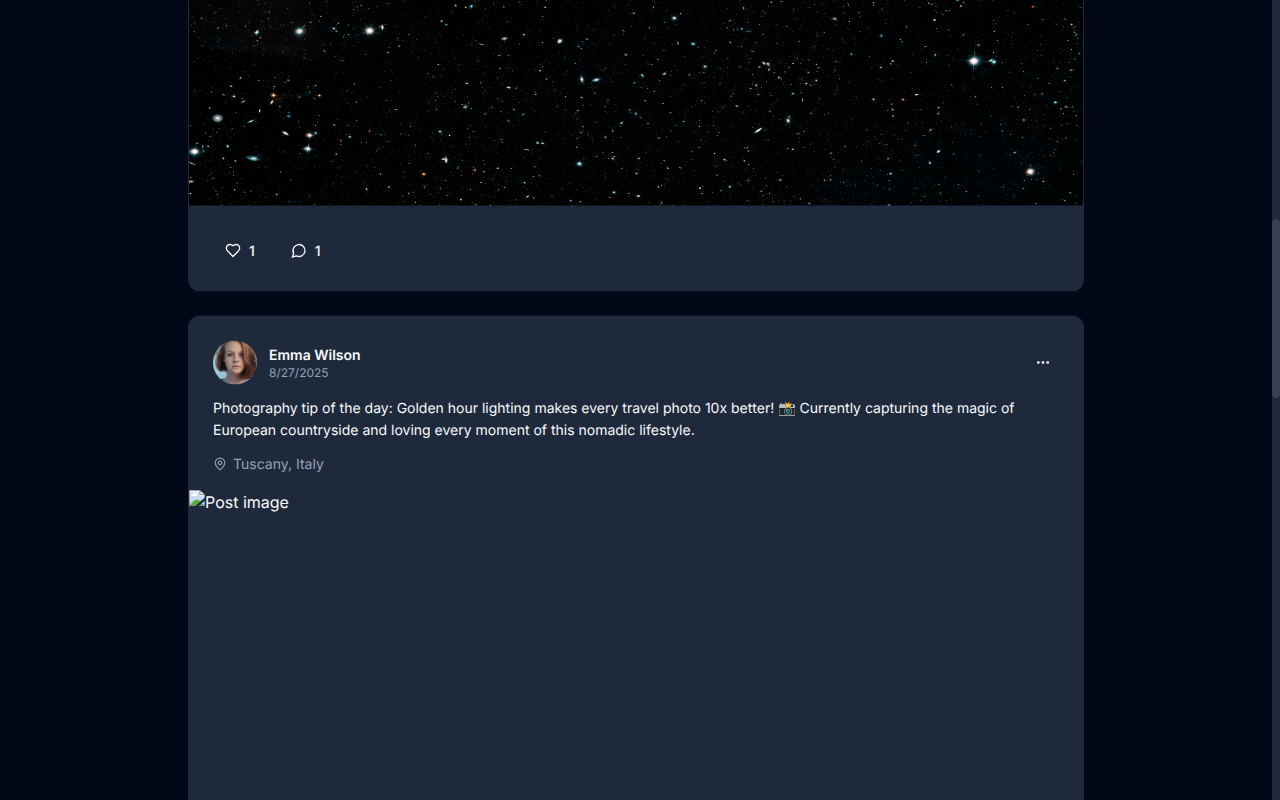 1 1
Emma Wilson
8/27/2025
Photography tip of the day: Golden hour lighting makes every travel photo 10x better! 📸 Currently capturing the magic of
European countryside and loving every moment of this nomadic lifestyle.
Tuscany, Italy
Post image